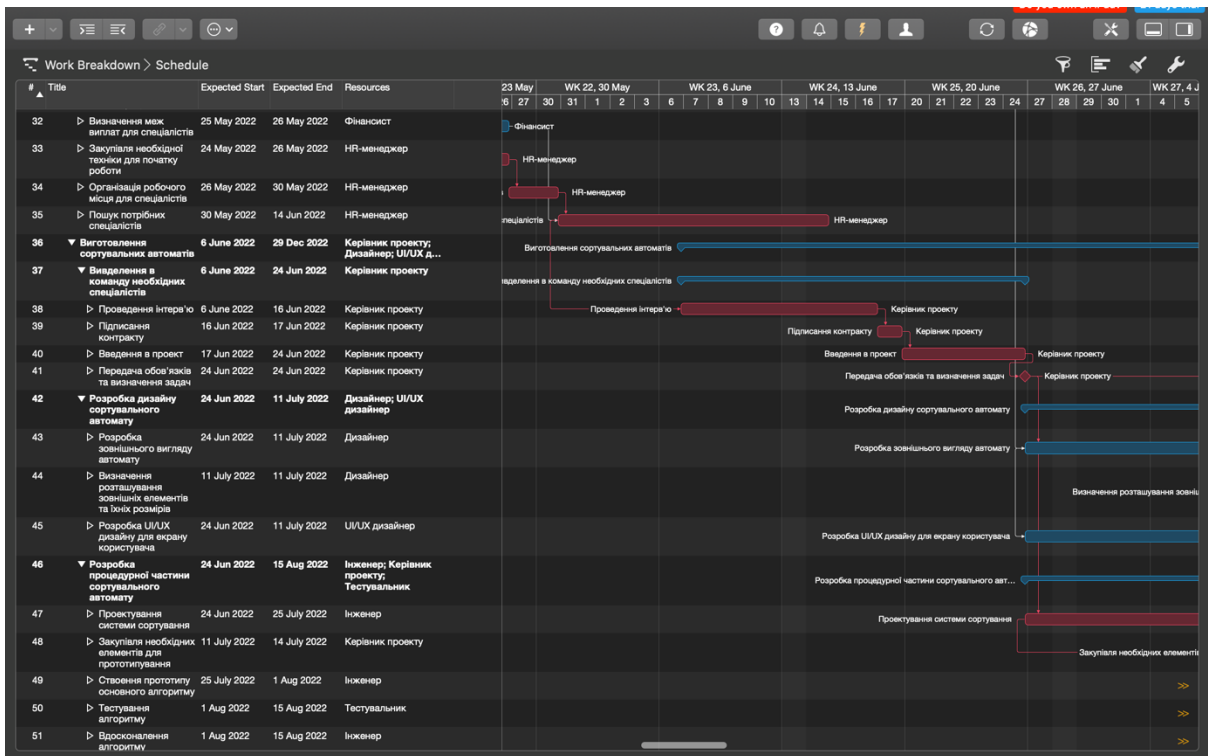 Work Breakdown > Schedule
# Title Expected Start Expected End Resources
23 May WK 22, 30 May WK 23, 6 June WK 24, 13 June WK 25, 20 June WK 26, 27 June WK 27, 4 J
26 27 30 31 1 2 3 6 7 8 9 10 13 14 15 16 17 20 21 22 23 24 27 28 29 30 1 4 5
32 Визначення меж 25 May 2022 26 May 2022 Фінансист
виплат для спеціалістів
Фінансист
33 Закупівля необхідної 24 May 2022 26 May 2022 HR-менеджер
техніки для початку
роботи
HR-менеджер
34 Організація робочого 26 May 2022 30 May 2022 HR-менеджер
місця для спеціалістів
HR-менеджер
35 Пошук потрібних 30 May 2022 14 Jun 2022 HR-менеджер
спеціалістів
пеціалістів HR-менеджер
36 Виготовлення 6 June 2022 29 Dec 2022 Керівник проекту;
сортувальних автоматів Дизайнер; UI/UX д...
Виготовлення сортувальних автоматів
37 Вивделення в 6 June 2022 24 Jun 2022 Керівник проекту
команду необхідних
спеціалістів
ивделення в команду необхідних спеціалістів
38 Проведення інтерв'ю 6 June 2022 16 Jun 2022 Керівник проекту
Проведення інтерв'ю Керівник проекту
39 Підписання 16 Jun 2022 17 Jun 2022 Керівник проекту
контракту
Підписання контракту Керівник проекту
40 Введення в проект 17 Jun 2022 24 Jun 2022 Керівник проекту
Введення в проект Керівник проекту
41 Передача обов'язків 24 Jun 2022 24 Jun 2022 Керівник проекту
та визначення задач
Передача обов'язків та визначення задач Керівник проекту
42 Розробка дизайну 24 Jun 2022 11 July 2022 Дизайнер; UI/UX
сортувального дизайнер
автомату
Розробка дизайну сортувального автомату
43 Розробка 24 Jun 2022 11 July 2022 Дизайнер
зовнішнього вигляду
автомату
Розробка зовнішнього вигляду автомату
44 Визначення 11 July 2022 11 July 2022 Дизайнер
розташування
зовнішніх елементів
та їхніх розмірів
Визначення розташування зовніш
45 Розробка UI/UX 24 Jun 2022 11 July 2022 UI/UX дизайнер
дизайну для екрану
користувача
Розробка UI/UX дизайну для екрану користувача
46 Розробка 24 Jun 2022 15 Aug 2022 Інженер; Керівник
процедурної частини проекту;
сортувального Тестувальник
автомату
Розробка процедурної частини сортувального авт...
47 Проектування 24 Jun 2022 25 July 2022 Інженер
системи сортування
Проектування системи сортування
48 Закупівля необхідних 11 July 2022 14 July 2022 Керівник проекту
елементів для
прототипування
Закупівля необхідних елементів
49 Ствоення прототипу 25 July 2022 1 Aug 2022 Інженер
основного алгоритму
50 Тестування 1 Aug 2022 15 Aug 2022 Тестувальник
алгоритму
51 Вдосконалення 1 Aug 2022 15 Aug 2022 Інженер
алгоритму